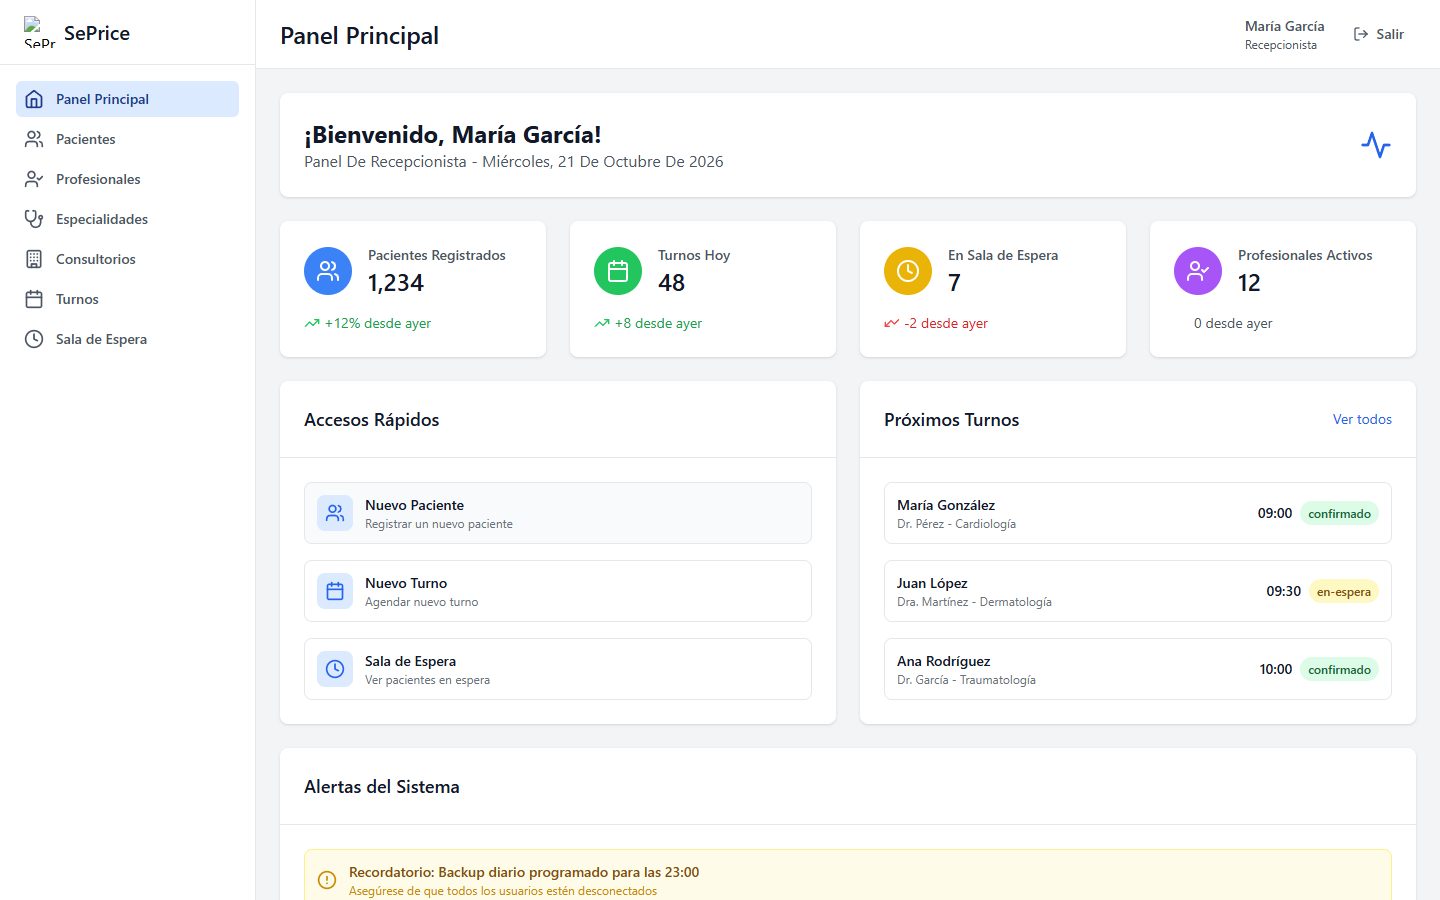 SePr
SePrice
Panel Principal
Pacientes
Profesionales
Especialidades
Consultorios
Turnos
Sala de Espera
Panel Principal
María García
Recepcionista
Salir
¡Bienvenido, María García!
Panel De Recepcionista - Miércoles, 21 De Octubre De 2026
Pacientes Registrados
1,234
+12% desde ayer
Turnos Hoy
48
+8 desde ayer
En Sala de Espera
7
-2 desde ayer
Profesionales Activos
12
0 desde ayer
Accesos Rápidos
Nuevo Paciente
Registrar un nuevo paciente
Nuevo Turno
Agendar nuevo turno
Sala de Espera
Ver pacientes en espera
Próximos Turnos
Ver todos
María González
Dr. Pérez - Cardiología
09:00 confirmado
Juan López
Dra. Martínez - Dermatología
09:30 en-espera
Ana Rodríguez
Dr. García - Traumatología
10:00 confirmado
Alertas del Sistema
Recordatorio: Backup diario programado para las 23:00
Asegúrese de que todos los usuarios estén desconectados